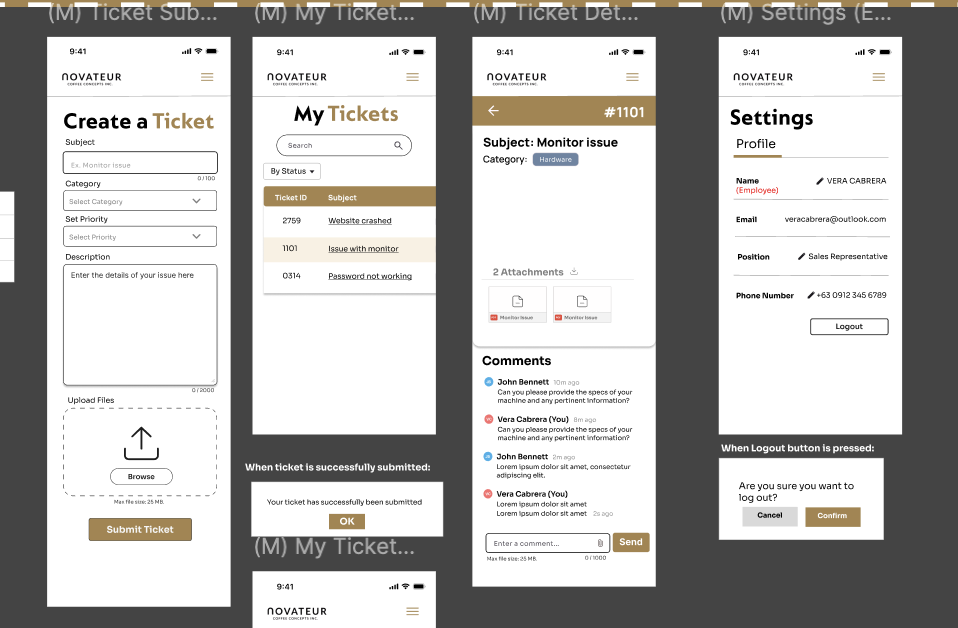 (M) Ticket Sub...
9:41
NOVATEUR
COFFEE CONCEPTS INC.
Create a Ticket
Subject
Ex. Monitor Issue
0 / 100
Category
Select Category
Set Priority
Select Priority
Description
Enter the details of your issue here
0 / 2000
Upload Files
Browse
Max file size: 25 MB.
Submit Ticket
(M) My Ticket...
9:41
NOVATEUR
COFFEE CONCEPTS INC.
My Tickets
Search
By Status
Ticket ID Subject
2759 Website crashed
1101 Issue with monitor
0314 Password not working
When ticket is successfully submitted:
Your ticket has successfully been submitted
OK
(M) My Ticket...
9:41
NOVATEUR
COFFEE CONCEPTS INC.
(M) Ticket Det...
9:41
NOVATEUR
COFFEE CONCEPTS INC.
#1101
Subject: Monitor issue
Category: Hardware
2 Attachments
Monitor Issue Monitor Issue
Comments
John Bennett 10m ago
Can you please provide the specs of your
machine and any pertinent information?
Vera Cabrera (You) 8m ago
Can you please provide the specs of your
machine and any pertinent information?
John Bennett 2m ago
Lorem ipsum dolor sit amet, consectetur
adipiscing elit.
Vera Cabrera (You)
Lorem ipsum dolor sit amet
Lorem ipsum dolor sit amet 2s ago
Enter a comment...
Send
Max file size: 25 MB. 0 / 1000
(M) Settings (E...
9:41
NOVATEUR
COFFEE CONCEPTS INC.
Settings
Profile
Name VERA CABRERA
(Employee)
Email veracabrera@outlook.com
Position Sales Representative
Phone Number +63 0912 345 6789
Logout
When Logout button is pressed:
Are you sure you want to
log out?
Cancel Confirm